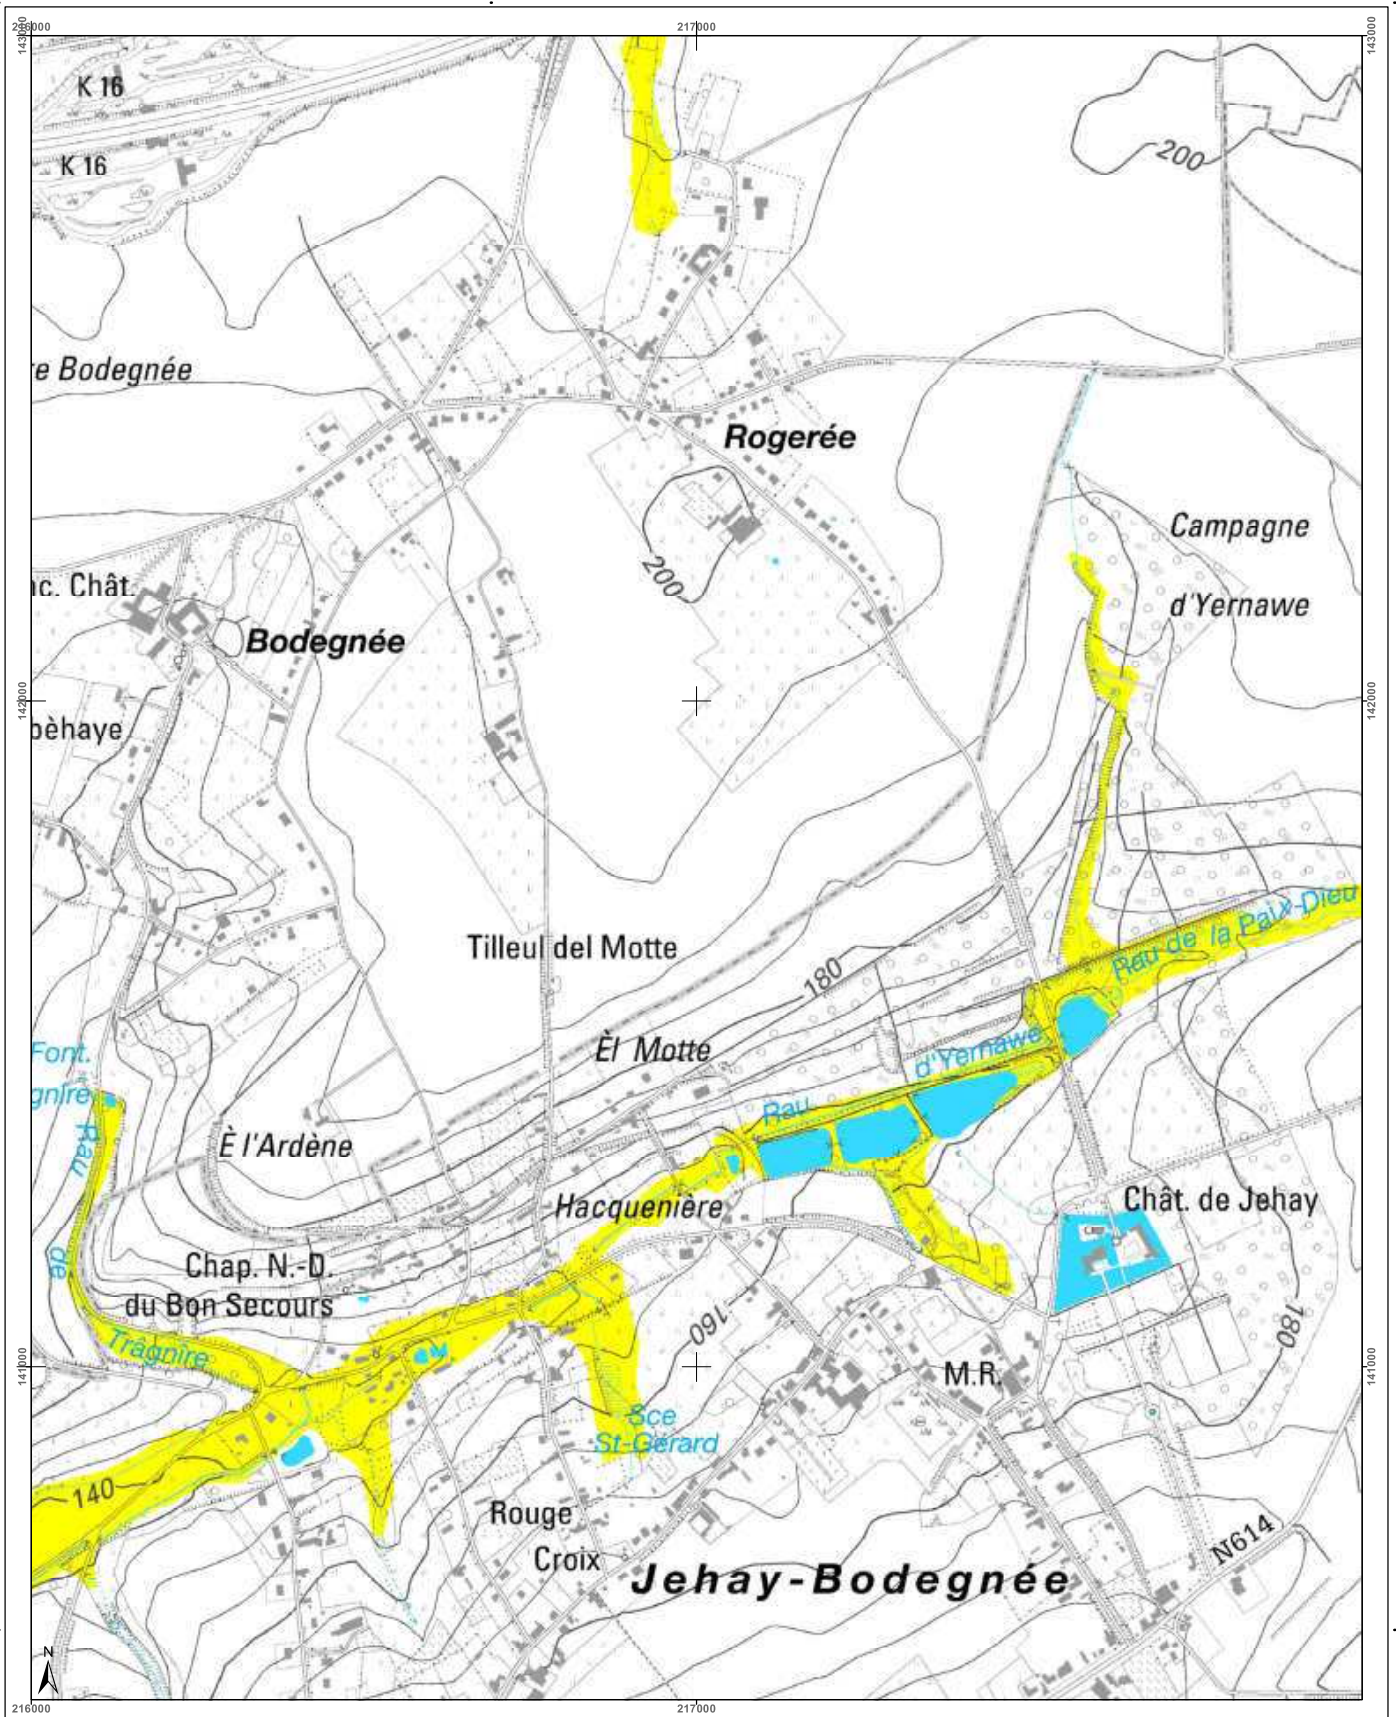 216000
217000
143000
143000
K 16
K 16
200
re Bodegnée
Rogerée
Campagne
d'Yernawe
200
nc. Chât.
Bodegnée
142000
142000
bèhaye
Rau de la Paix-Dieu
Tilleul del Motte
180
Èl Motte
d'Yernawe
Font.
gnîre
Rau
Rau
È l'Ardène
Hacquenière
Chât. de Jehay
de
Chap. N.-D.
du Bon Secours
160
180
Trâgnîre
141000
141000
M.R.
Sce
St-Gérard
140
Rouge
Croix
N614
Jehay-Bodegnée
N
216000
217000